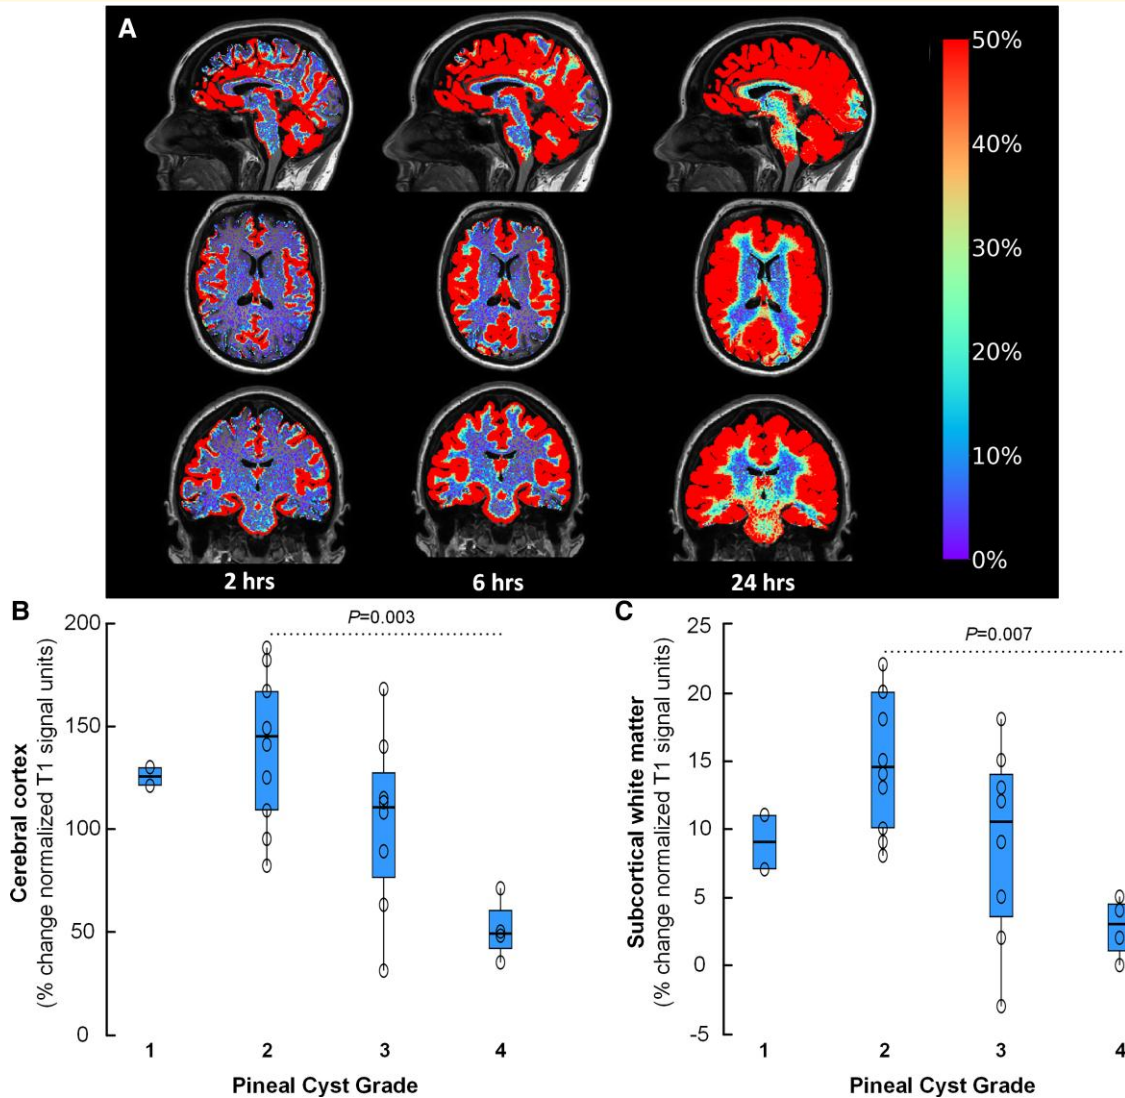 A
50%
40%
30%
20%
10%
0%
2 hrs
6 hrs
24 hrs
B
P=0.003
200
150
100
50
0
Cerebral cortex
(% change normalized T1 signal units)
1
2
3
4
Pineal Cyst Grade
C
P=0.007
25
20
15
10
5
0
-5
Subcortical white matter
(% change normalized T1 signal units)
1
2
3
4
Pineal Cyst Grade